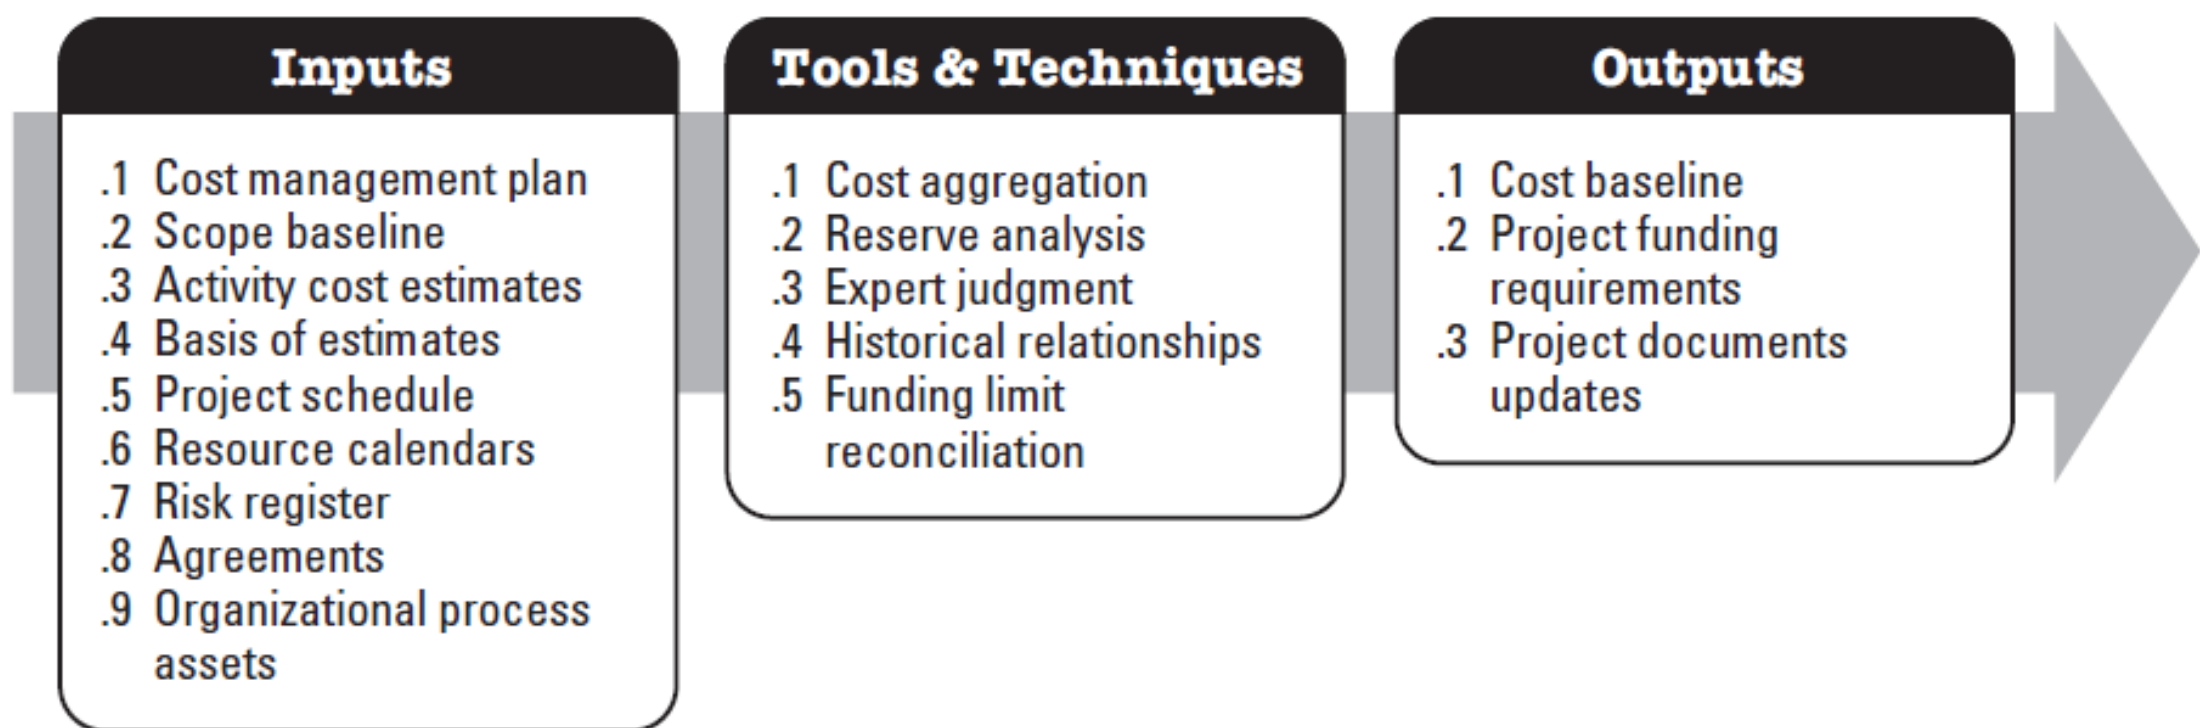 Inputs
.1 Cost management plan
.2 Scope baseline
.3 Activity cost estimates
.4 Basis of estimates
.5 Project schedule
.6 Resource calendars
.7 Risk register
.8 Agreements
.9 Organizational process
assets
Tools & Techniques
.1 Cost aggregation
.2 Reserve analysis
.3 Expert judgment
.4 Historical relationships
.5 Funding limit
reconciliation
Outputs
.1 Cost baseline
.2 Project funding
requirements
.3 Project documents
updates